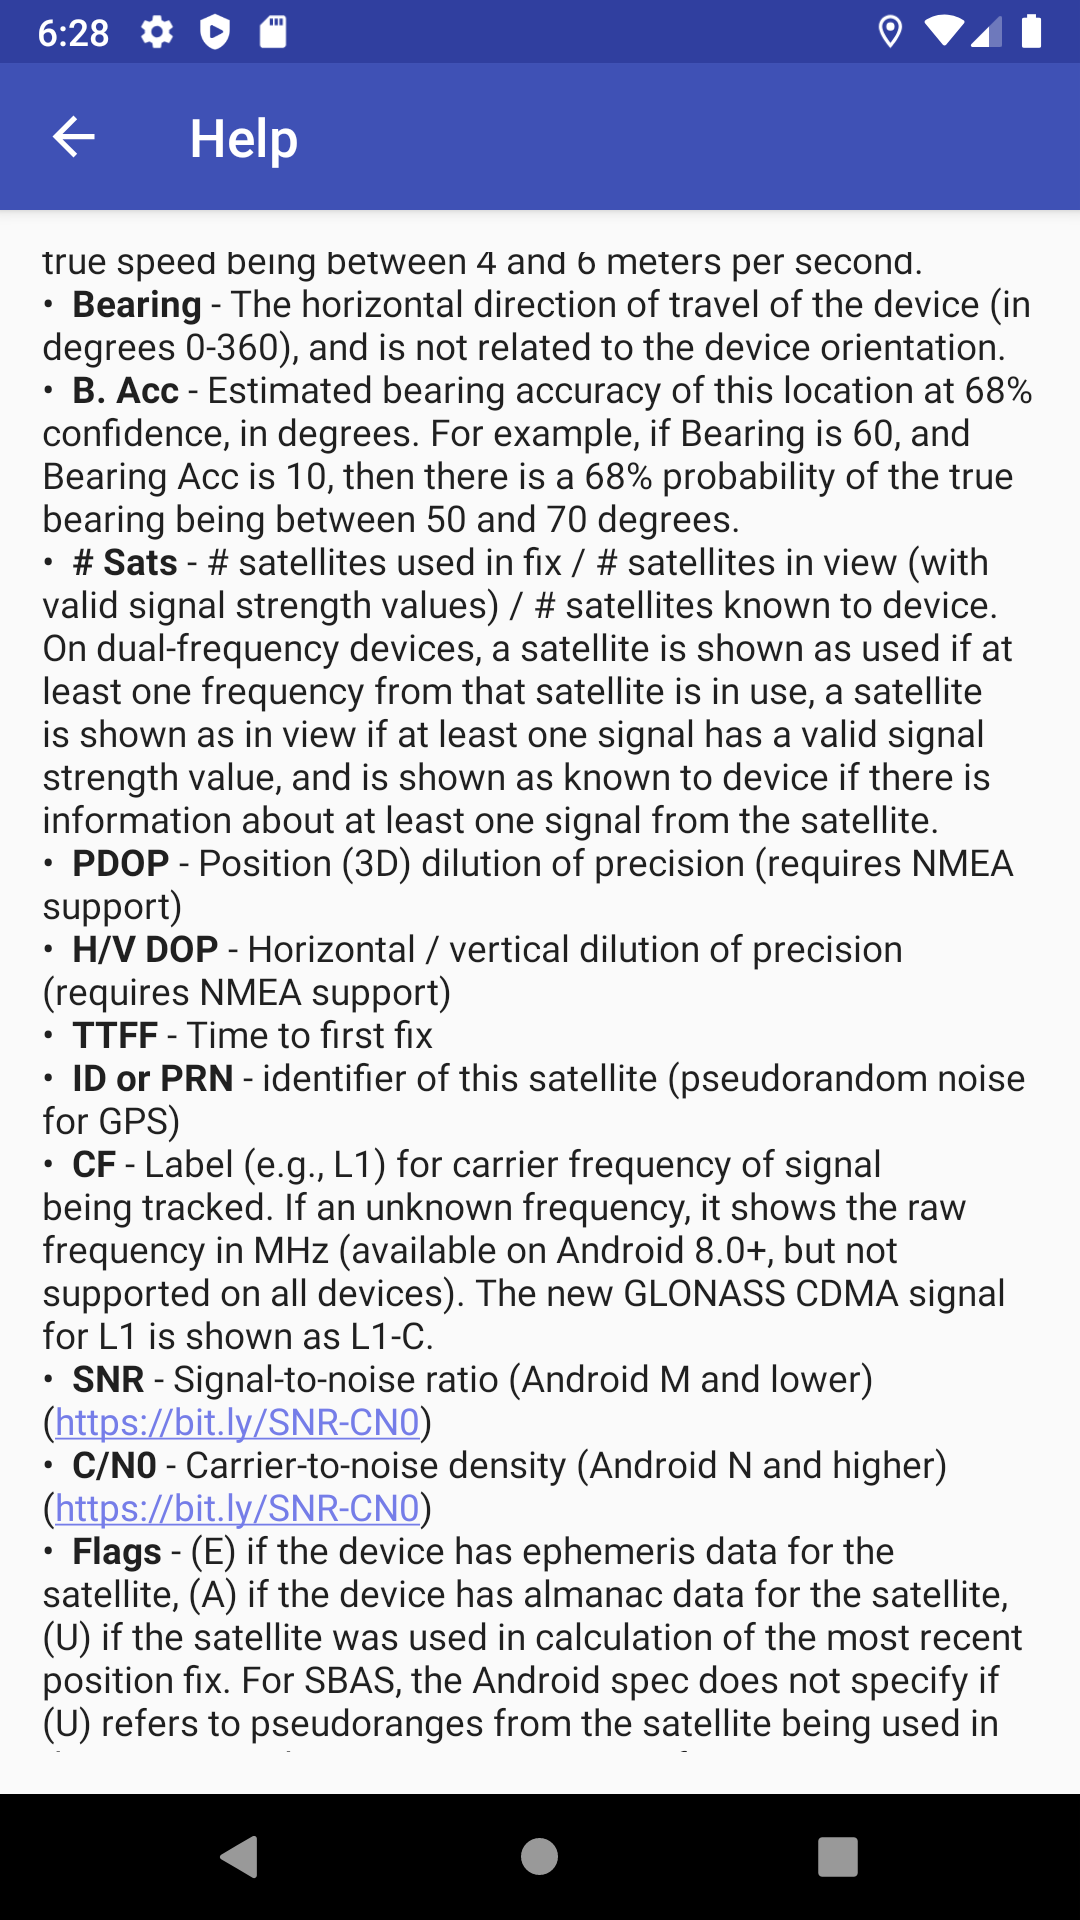 6:28
Help
true speed being between 4 and 6 meters per second.
• Bearing - The horizontal direction of travel of the device (in
degrees 0-360), and is not related to the device orientation.
• B. Acc - Estimated bearing accuracy of this location at 68%
confidence, in degrees. For example, if Bearing is 60, and
Bearing Acc is 10, then there is a 68% probability of the true
bearing being between 50 and 70 degrees.
• # Sats - # satellites used in fix / # satellites in view (with
valid signal strength values) / # satellites known to device.
On dual-frequency devices, a satellite is shown as used if at
least one frequency from that satellite is in use, a satellite
is shown as in view if at least one signal has a valid signal
strength value, and is shown as known to device if there is
information about at least one signal from the satellite.
• PDOP - Position (3D) dilution of precision (requires NMEA
support)
• H/V DOP - Horizontal / vertical dilution of precision
(requires NMEA support)
• TTFF - Time to first fix
• ID or PRN - identifier of this satellite (pseudorandom noise
for GPS)
• CF - Label (e.g., L1) for carrier frequency of signal
being tracked. If an unknown frequency, it shows the raw
frequency in MHz (available on Android 8.0+, but not
supported on all devices). The new GLONASS CDMA signal
for L1 is shown as L1-C.
• SNR - Signal-to-noise ratio (Android M and lower)
(https://bit.ly/SNR-CN0)
• C/N0 - Carrier-to-noise density (Android N and higher)
(https://bit.ly/SNR-CN0)
• Flags - (E) if the device has ephemeris data for the
satellite, (A) if the device has almanac data for the satellite,
(U) if the satellite was used in calculation of the most recent
position fix. For SBAS, the Android spec does not specify if
(U) refers to pseudoranges from the satellite being used in